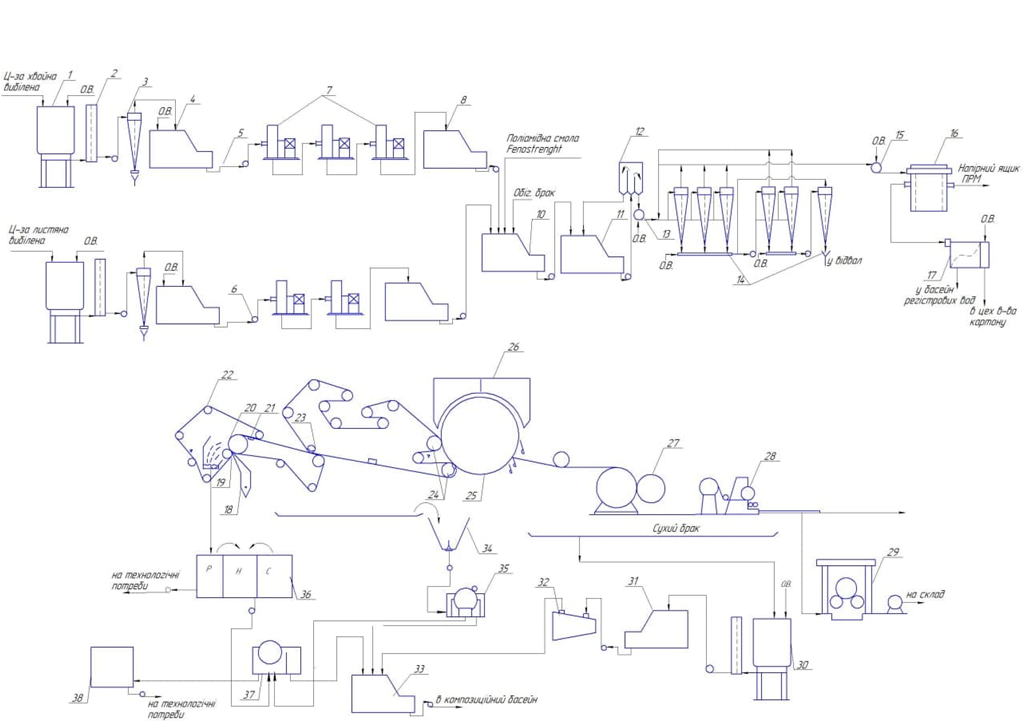 Ц-за хвойна
вибілена
1
О.В.
2
3
О.В.
4
5
7
8
Поліамідна смола
Fenostrenght
Обіг. брак
10
11
12
О.В.
13
О.В.
О.В.
14
у відвал
О.В.
15
16
Напірний ящик
ПРМ
О.В.
17
у басейн
регістрових вод
в цех в-ва
картону
Ц-за листяна
вибілена
О.В.
О.В.
6
22
20
21
23
26
19
18
24
25
27
28
Сухий брак
34
35
29
на склад
Р
Н
С
36
на технологічні
потреби
32
31
О.В.
30
33
37
38
на технологічні
потреби
в композиційний басейн